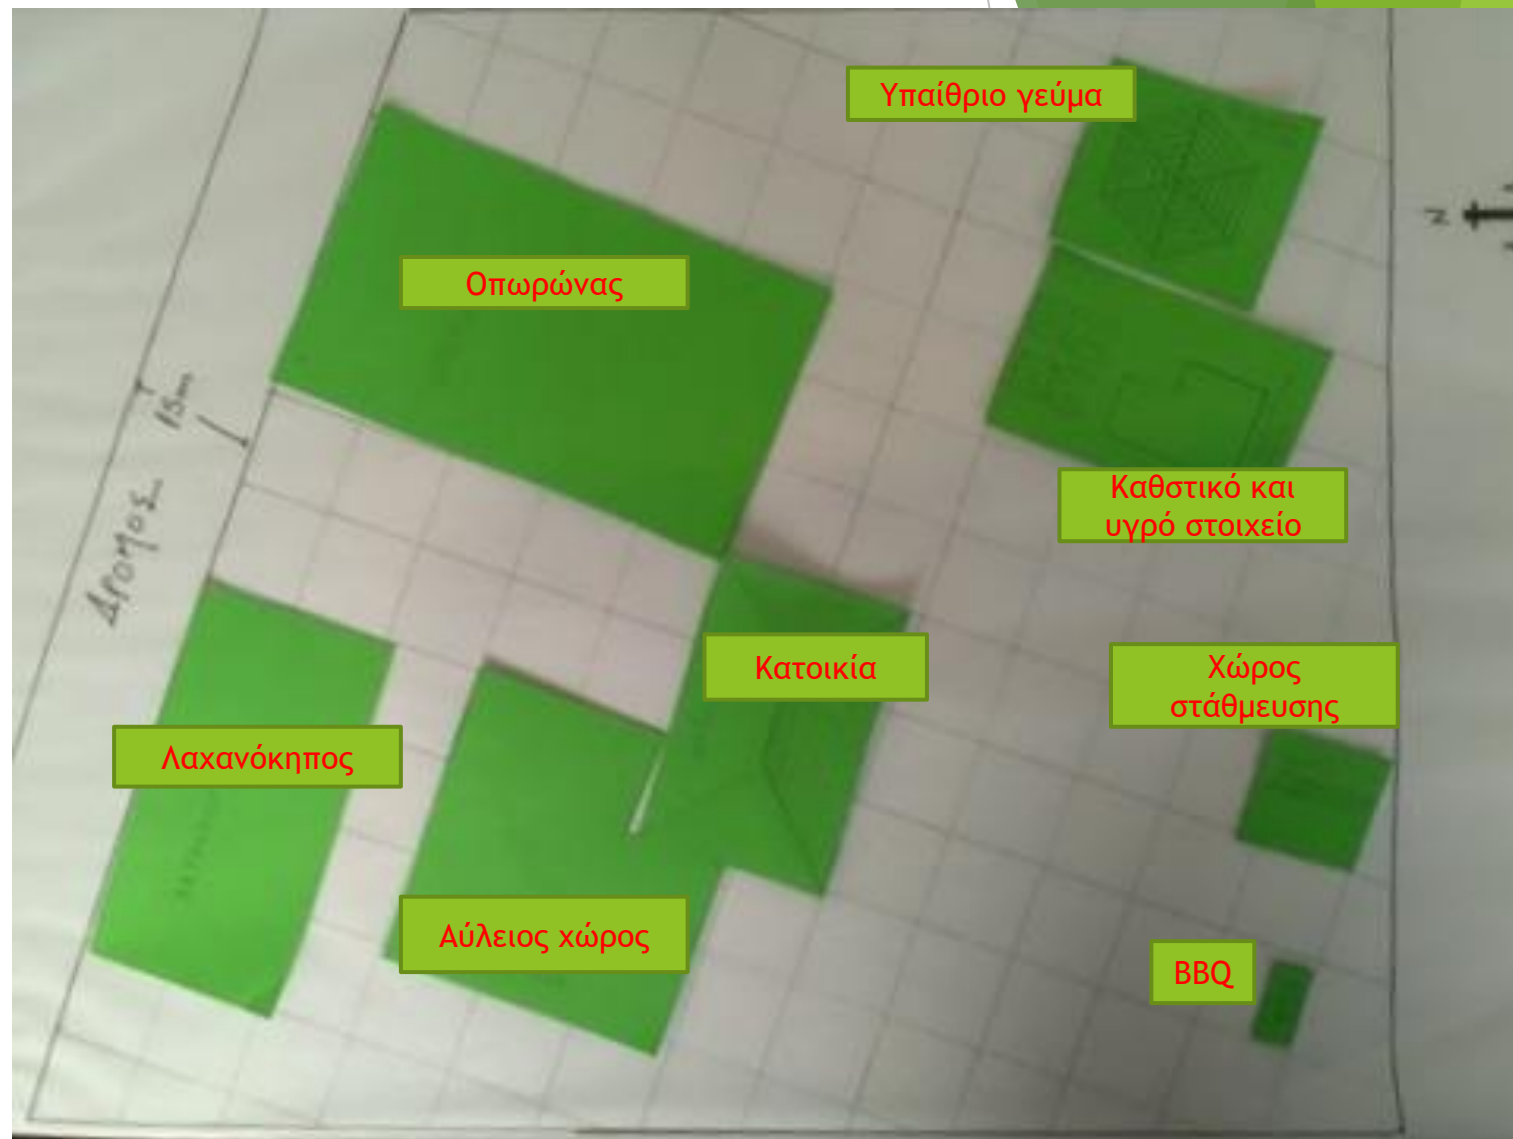 Υπαίθριο γεύμα
Οπωρώνας
N
15m
Δρομος
Καθστικό και
υγρό στοιχείο
Κατοικία
Χώρος
στάθμευσης
Λαχανόκηπος
Αύλειος χώρος
BBQ